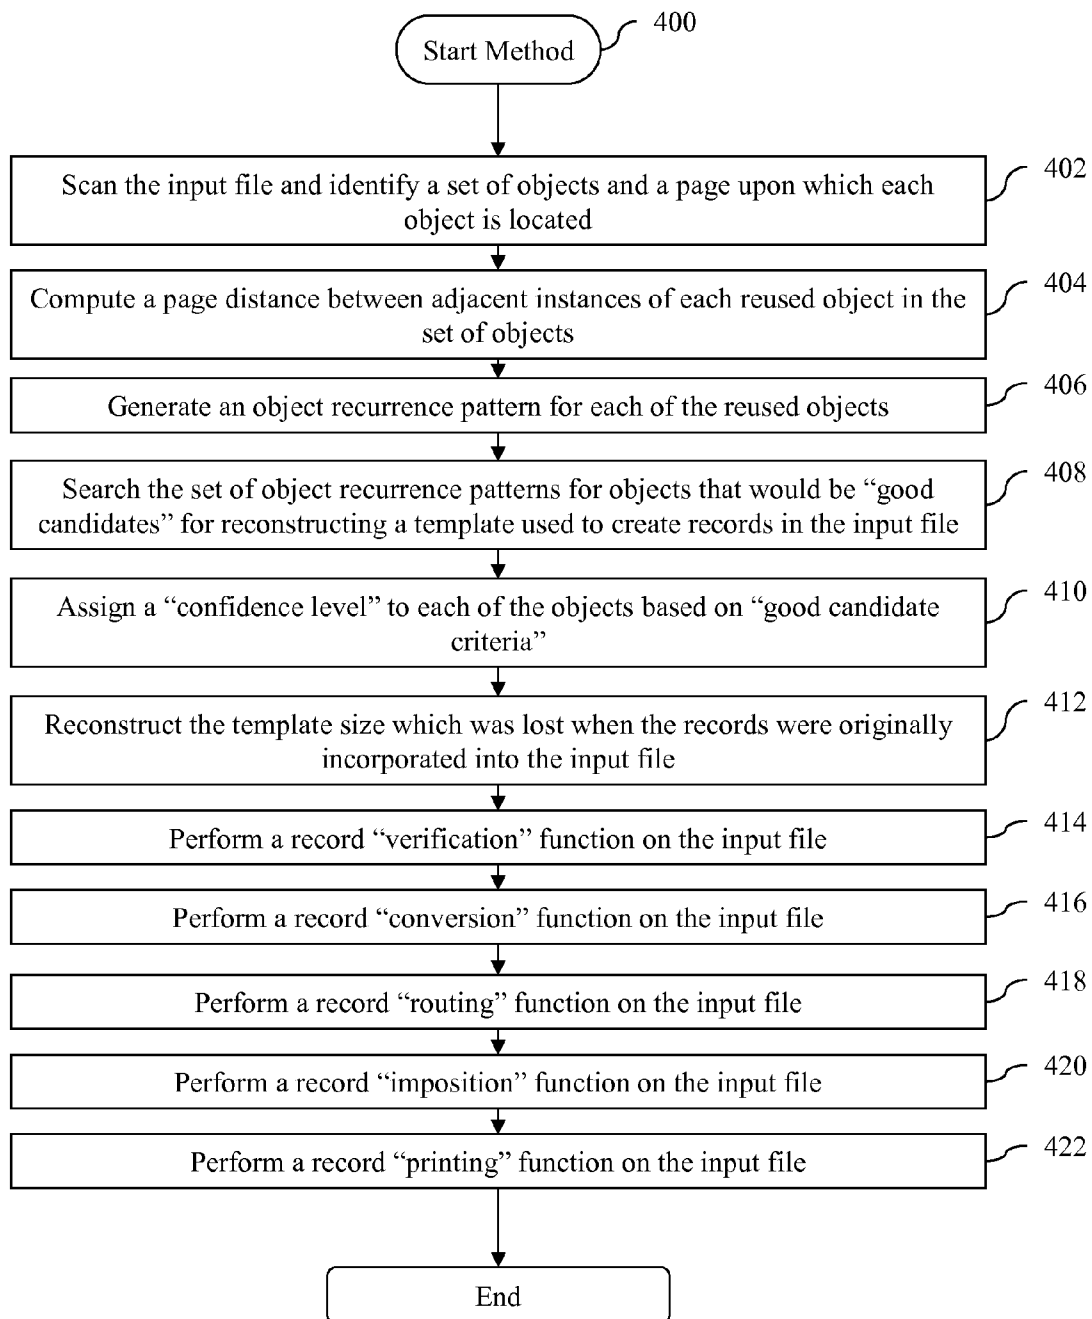 Start Method
400
Scan the input file and identify a set of objects and a page upon which each
object is located
402
Compute a page distance between adjacent instances of each reused object in the
set of objects
404
Generate an object recurrence pattern for each of the reused objects
406
Search the set of object recurrence patterns for objects that would be “good
candidates” for reconstructing a template used to create records in the input file
408
Assign a “confidence level” to each of the objects based on “good candidate
criteria”
410
Reconstruct the template size which was lost when the records were originally
incorporated into the input file
412
Perform a record “verification” function on the input file
414
Perform a record “conversion” function on the input file
416
Perform a record “routing” function on the input file
418
Perform a record “imposition” function on the input file
420
Perform a record “printing” function on the input file
422
End